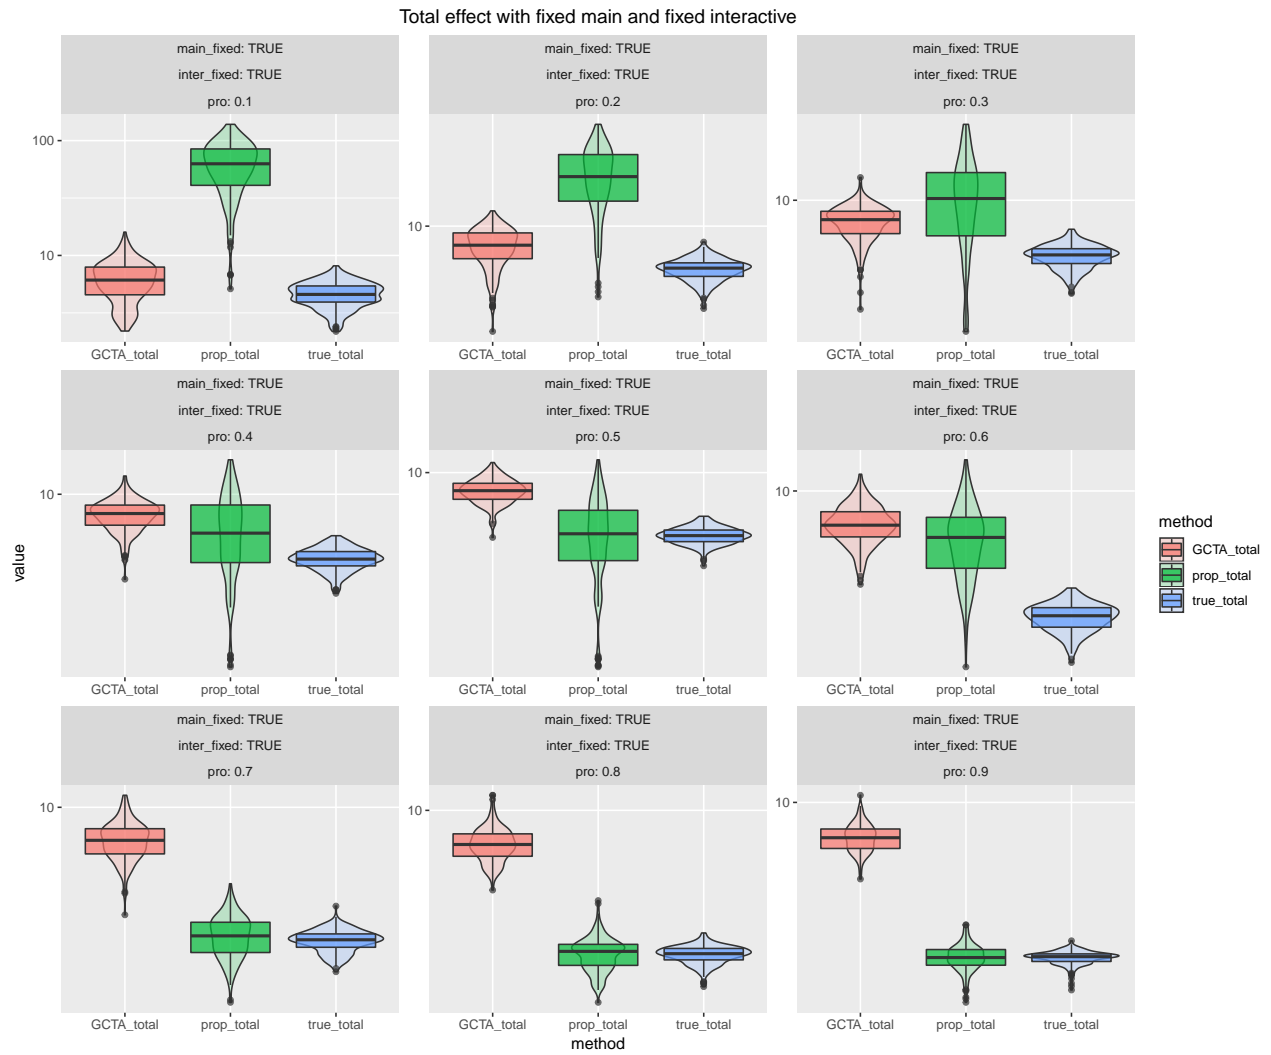 Total effect with fixed main and fixed interactive
main_fixed: TRUE
inter_fixed: TRUE
pro: 0.1
main_fixed: TRUE
inter_fixed: TRUE
pro: 0.2
main_fixed: TRUE
inter_fixed: TRUE
pro: 0.3
100
10
10
10
GCTA_total prop_total true_total
GCTA_total prop_total true_total
GCTA_total prop_total true_total
main_fixed: TRUE
inter_fixed: TRUE
pro: 0.4
main_fixed: TRUE
inter_fixed: TRUE
pro: 0.5
main_fixed: TRUE
inter_fixed: TRUE
pro: 0.6
10
10
10
GCTA_total prop_total true_total
GCTA_total prop_total true_total
GCTA_total prop_total true_total
main_fixed: TRUE
inter_fixed: TRUE
pro: 0.7
main_fixed: TRUE
inter_fixed: TRUE
pro: 0.8
main_fixed: TRUE
inter_fixed: TRUE
pro: 0.9
10
10
10
GCTA_total prop_total true_total
GCTA_total prop_total true_total
GCTA_total prop_total true_total
value
method
method
GCTA_total
prop_total
true_total